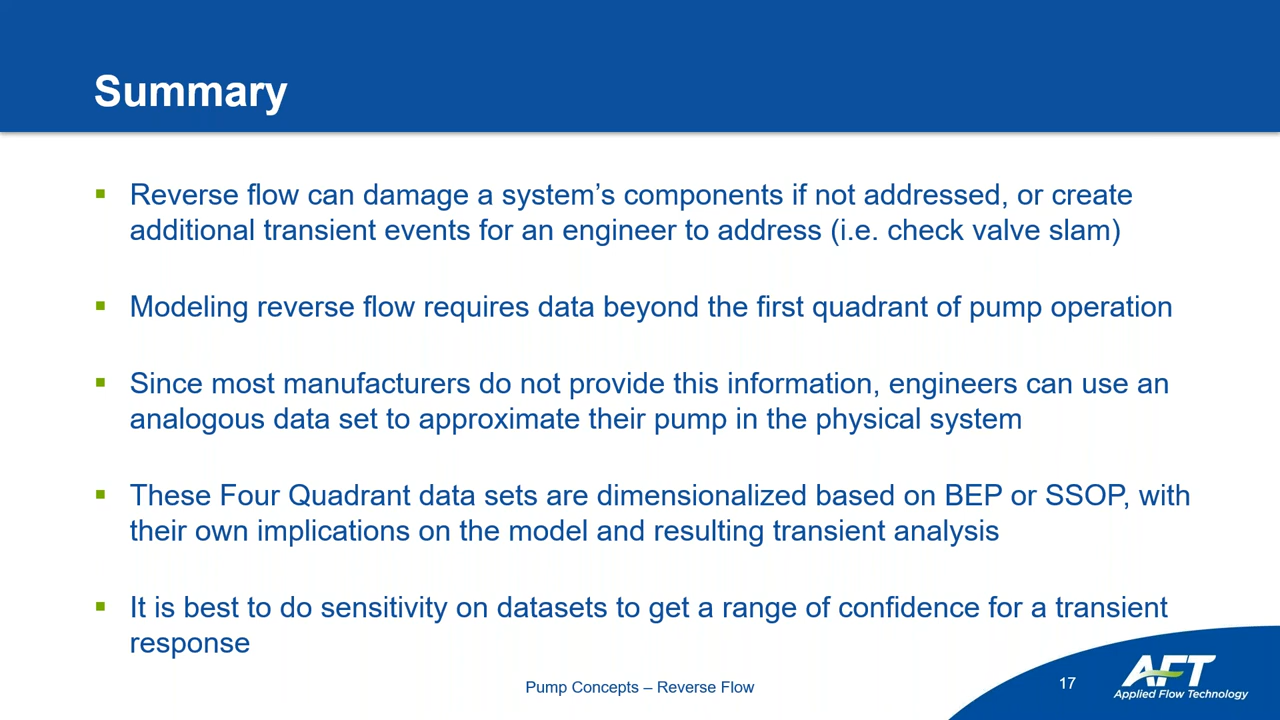 Summary
▪ Reverse flow can damage a system’s components if not addressed, or create
additional transient events for an engineer to address (i.e. check valve slam)
▪ Modeling reverse flow requires data beyond the first quadrant of pump operation
▪ Since most manufacturers do not provide this information, engineers can use an
analogous data set to approximate their pump in the physical system
▪ These Four Quadrant data sets are dimensionalized based on BEP or SSOP, with
their own implications on the model and resulting transient analysis
▪ It is best to do sensitivity on datasets to get a range of confidence for a transient
response
Pump Concepts – Reverse Flow
17
AFT
Applied Flow Technology